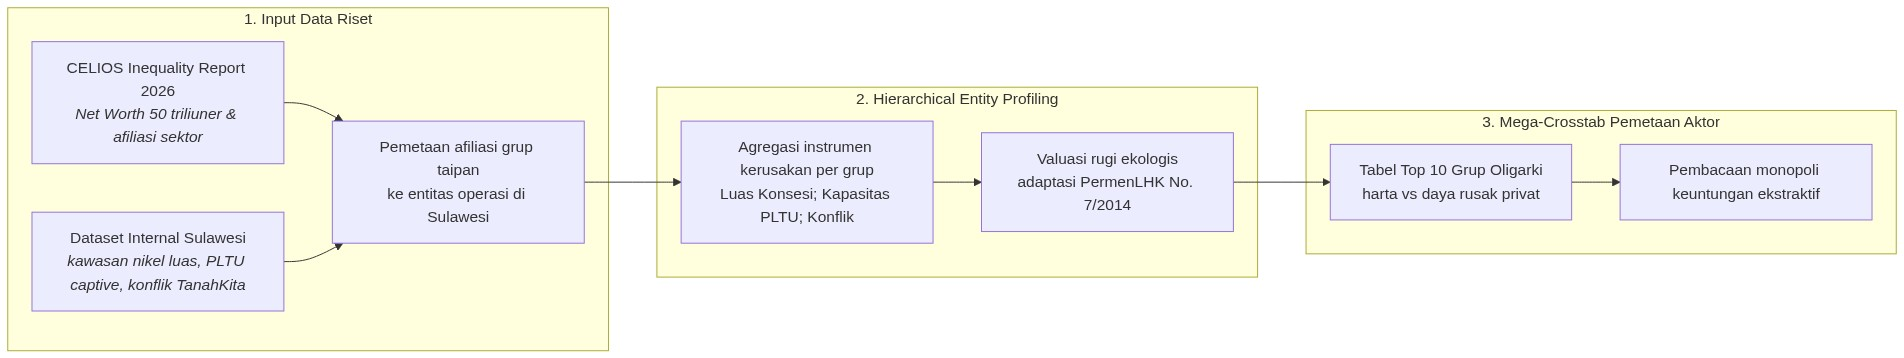 1. Input Data Riset
CELIOS Inequality Report
2026
Net Worth 50 triliuner &
afiliasi sektor
Dataset Internal Sulawesi
kawasan nikel luas, PLTU
captive, konflik TanahKita
Pemetaan afiliasi grup
taipan
ke entitas operasi di
Sulawesi
2. Hierarchical Entity Profiling
Agregasi instrumen
kerusakan per grup
Luas Konsesi; Kapasitas
PLTU; Konflik
Valuasi rugi ekologis
adaptasi PermenLHK No.
7/2014
3. Mega-Crosstab Pemetaan Aktor
Tabel Top 10 Grup Oligarki
harta vs daya rusak privat
Pembacaan monopoli
keuntungan ekstraktif